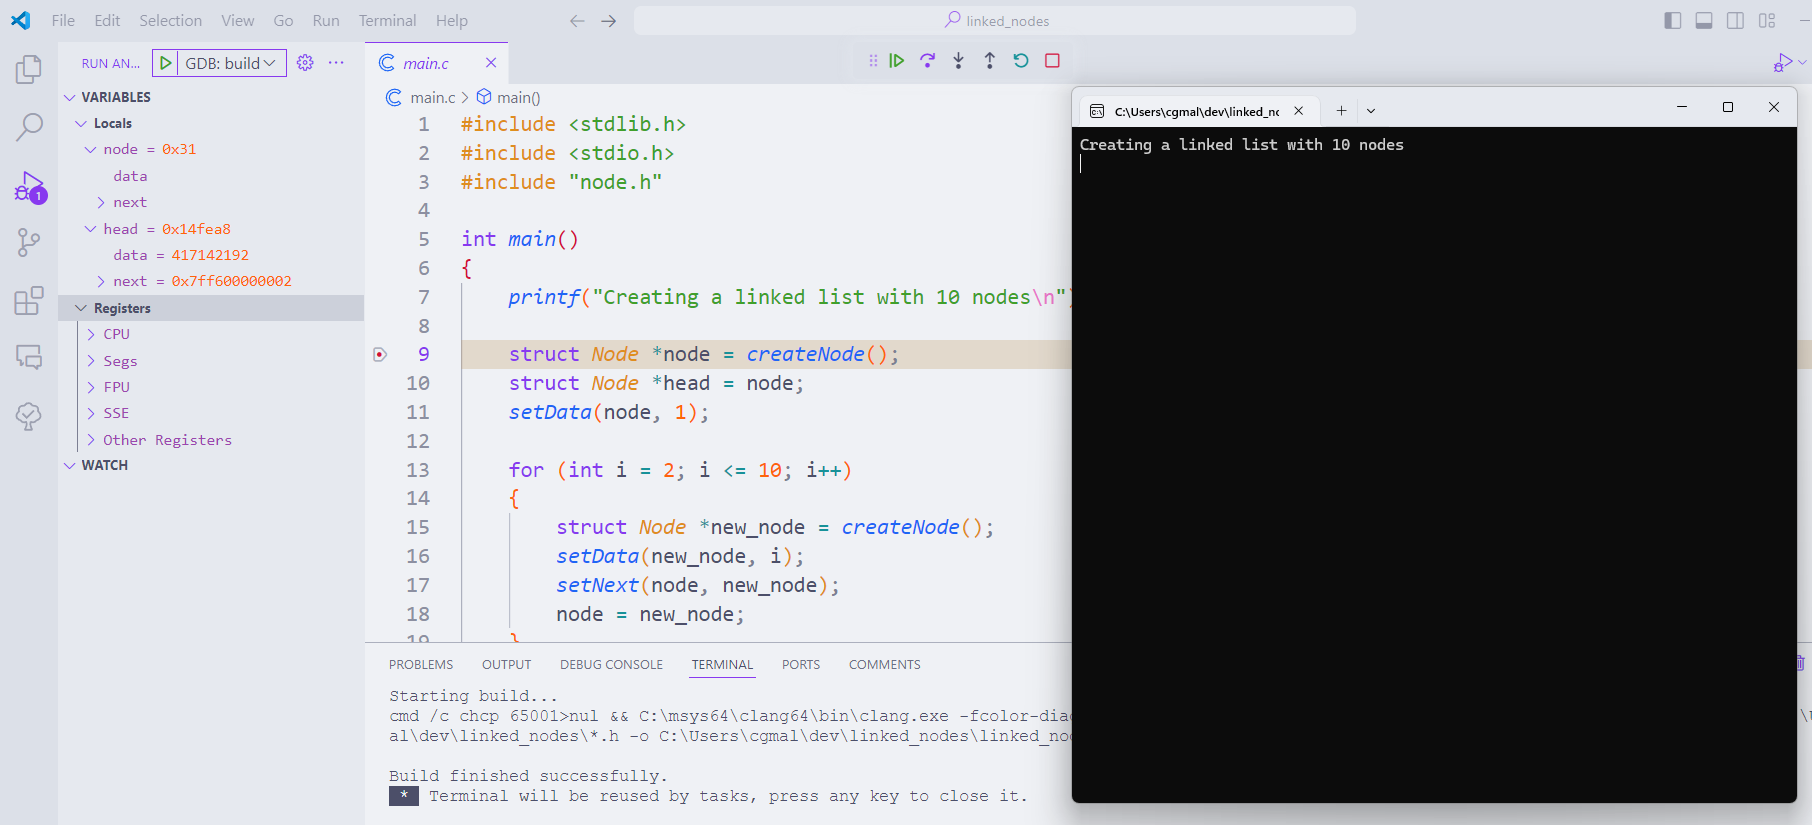 File Edit Selection View Go Run Terminal Help
linked_nodes
RUN AN...
GDB: build
main.c
VARIABLES
Locals
node = 0x31
data
next
head = 0x14fea8
data = 417142192
next = 0x7ff600000002
Registers
CPU
Segs
FPU
SSE
Other Registers
WATCH
1
main.c > main()
1 #include <stdlib.h>
2 #include <stdio.h>
3 #include "node.h"
4
5 int main()
6 {
7 printf("Creating a linked list with 10 nodes\n")
8
9 struct Node *node = createNode();
10 struct Node *head = node;
11 setData(node, 1);
12
13 for (int i = 2; i <= 10; i++)
14 {
15 struct Node *new_node = createNode();
16 setData(new_node, i);
17 setNext(node, new_node);
18 node = new_node;
19 }
PROBLEMS OUTPUT DEBUG CONSOLE TERMINAL PORTS COMMENTS
Starting build...
cmd /c chcp 65001>nul && C:\msys64\clang64\bin\clang.exe -fcolor-diag
al\dev\linked_nodes\*.h -o C:\Users\cgmal\dev\linked_nodes\linked_no
Build finished successfully.
* Terminal will be reused by tasks, press any key to close it.
C:\Users\cgmal\dev\linked_n
Creating a linked list with 10 nodes